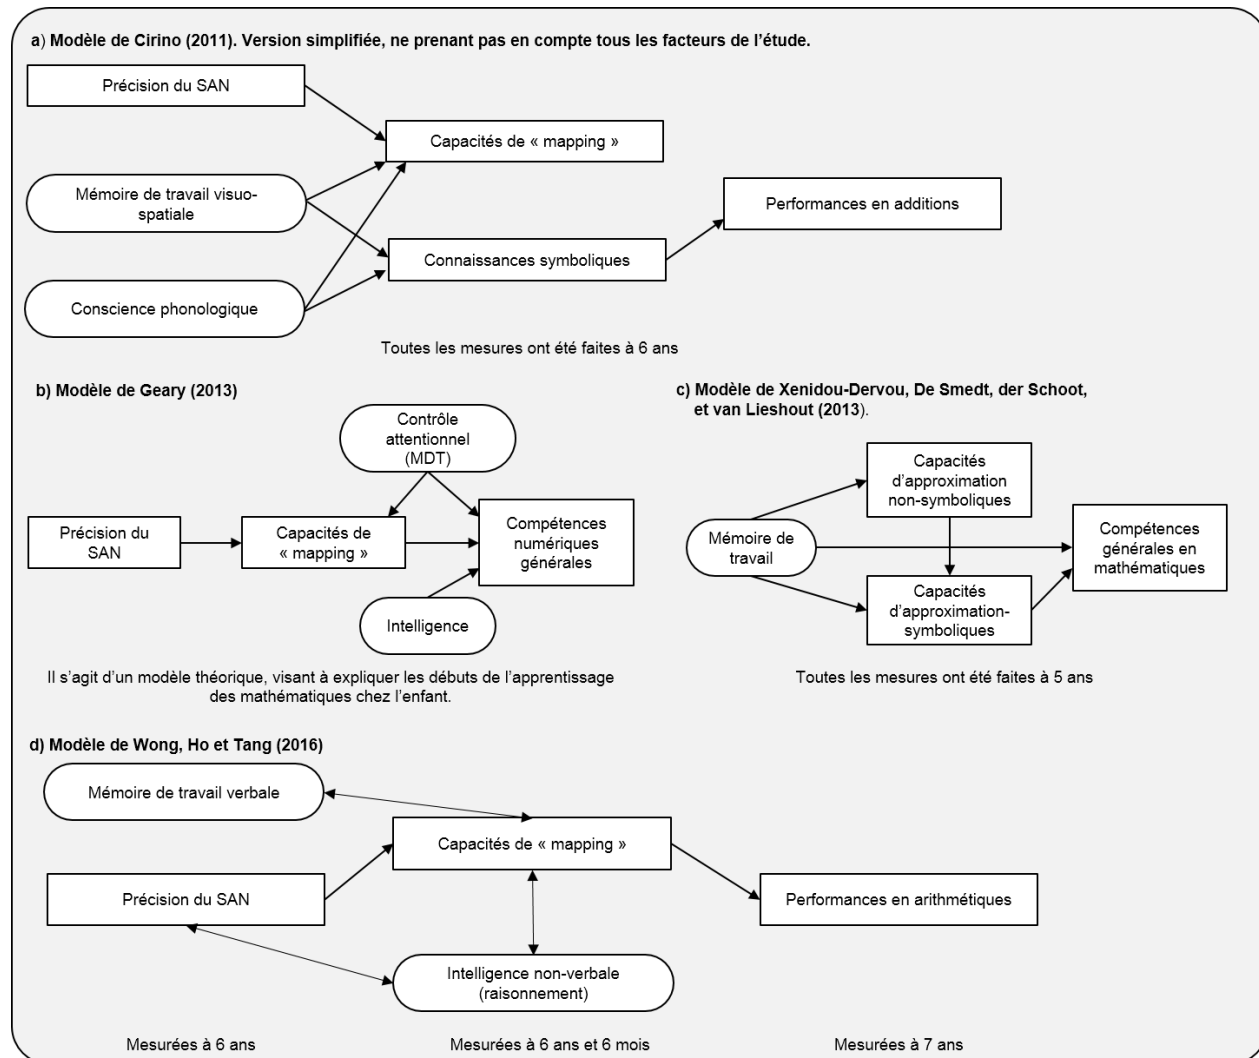 a) Modèle de Cirino (2011). Version simplifiée, ne prenant pas en compte tous les facteurs de l'étude.
Précision du SAN
Capacités de « mapping »
Mémoire de travail visuo-
spatiale
Performances en additions
Connaissances symboliques
Conscience phonologique
Toutes les mesures ont été faites à 6 ans
b) Modèle de Geary (2013)
Contrôle
attentionnel
(MDT)
Précision du
SAN
Capacités de
« mapping »
Compétences
numériques
générales
Intelligence
Il s'agit d'un modèle théorique, visant à expliquer les débuts de l'apprentissage
des mathématiques chez l'enfant.
c) Modèle de Xenidou-Dervou, De Smedt, der Schoot,
et van Lieshout (2013).
Capacités
d'approximation
non-symboliques
Mémoire de
travail
Compétences
générales en
mathématiques
Capacités
d'approximation-
symboliques
Toutes les mesures ont été faites à 5 ans
d) Modèle de Wong, Ho et Tang (2016)
Mémoire de travail verbale
Capacités de « mapping »
Précision du SAN
Performances en arithmétiques
Intelligence non-verbale
(raisonnement)
Mesurées à 6 ans
Mesurées à 6 ans et 6 mois
Mesurées à 7 ans